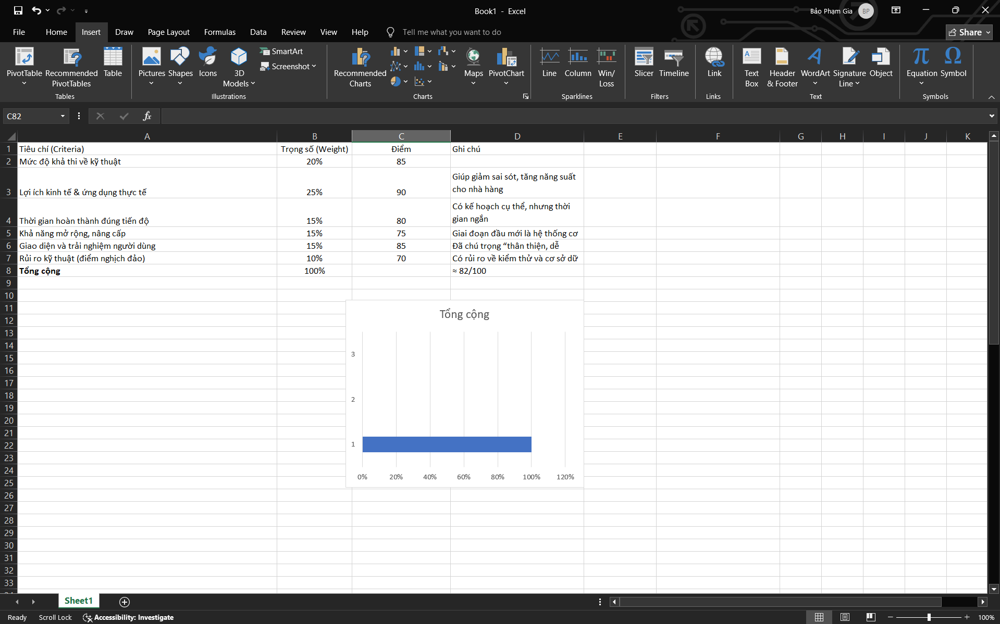 Book1 - Excel
Bảo Phạm Gia
BP
File Home Insert Draw Page Layout Formulas Data Review View Help Tell me what you want to do
Share
PivotTable
Recommended
PivotTables
Table
Tables
Pictures
Shapes
Icons
3D
Models
SmartArt
Screenshot
Illustrations
Recommended
Charts
Maps
PivotChart
Charts
Line
Column
Win/
Loss
Sparklines
Slicer
Timeline
Filters
Link
Links
Text
Box
Header
& Footer
WordArt
Signature
Line
Object
Text
Equation
Symbol
Symbols
C82
fx
A B C D E F G H I J K
1 Tiêu chí (Criteria) Trọng số (Weight) Điểm Ghi chú
2 Mức độ khả thi về kỹ thuật 20% 85
3 Lợi ích kinh tế & ứng dụng thực tế 25% 90 Giúp giảm sai sót, tăng năng suất
cho nhà hàng
4 Thời gian hoàn thành đúng tiến độ 15% 80 Có kế hoạch cụ thể, nhưng thời
gian ngắn
5 Khả năng mở rộng, nâng cấp 15% 75 Giai đoạn đầu mới là hệ thống cơ
6 Giao diện và trải nghiệm người dùng 15% 85 Đã chú trọng “thân thiện, dễ
7 Rủi ro kỹ thuật (điểm nghịch đảo) 10% 70 Có rủi ro về kiểm thử và cơ sở dữ
8 Tổng cộng 100% ≈ 82/100
9
10
11
12
13
14
15
16
17
18
19
20
21
22
23
24
25
26
27
28
29
30
31
32
33
Tổng cộng
3
2
1
0% 20% 40% 60% 80% 100% 120%
Sheet1
Ready Scroll Lock Accessibility: Investigate
100%